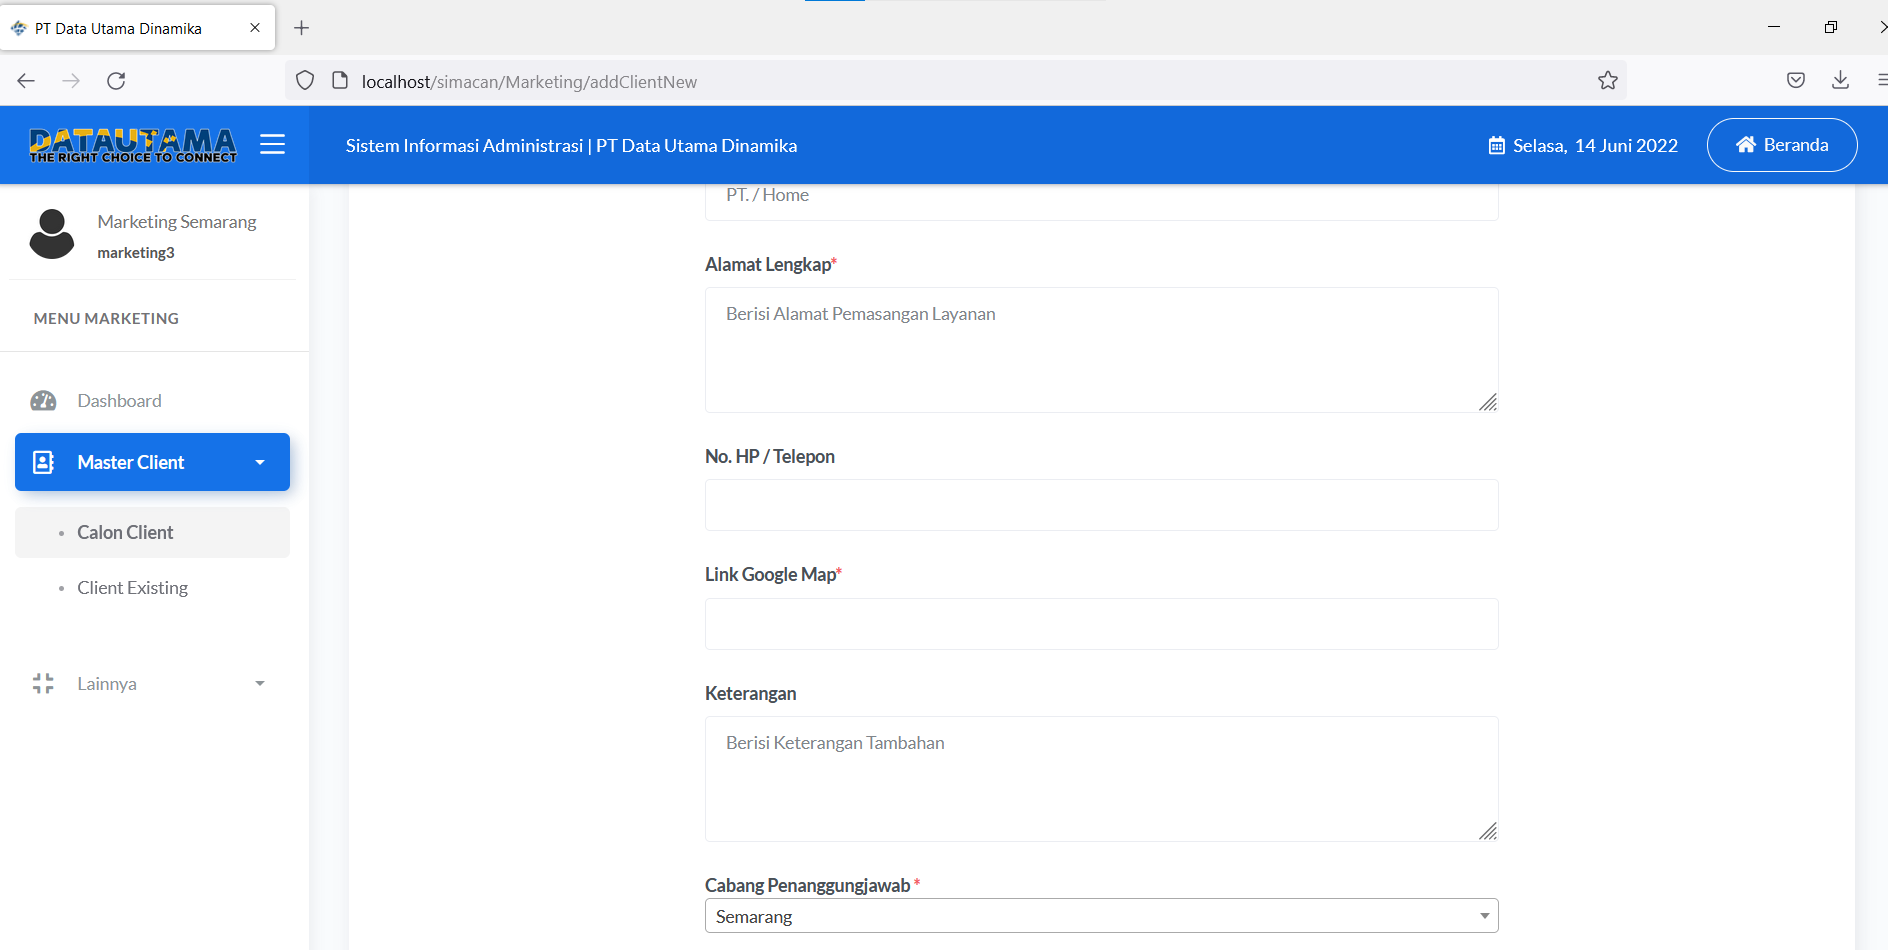 PT Data Utama Dinamika
localhost/simacan/Marketing/addClientNew
DATAUTAMA
THE RIGHT CHOICE TO CONNECT
Sistem Informasi Administrasi | PT Data Utama Dinamika
Selasa, 14 Juni 2022
Beranda
Marketing Semarang
marketing3
MENU MARKETING
Dashboard
Master Client
Calon Client
Client Existing
Lainnya
PT. / Home
Alamat Lengkap*
Berisi Alamat Pemasangan Layanan
No. HP / Telepon
Link Google Map*
Keterangan
Berisi Keterangan Tambahan
Cabang Penanggungjawab *
Semarang